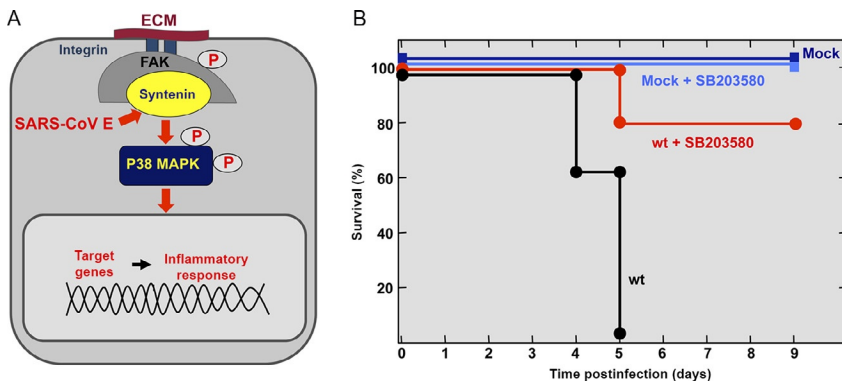 A
ECM
Integrin
FAK
P
Syntenin
SARS-CoV E
P
P38 MAPK
P
Target
genes
Inflammatory
response
B
Survival (%)
100
80
60
40
20
Mock
Mock + SB203580
wt + SB203580
wt
0 1 2 3 4 5 6 7 8 9
Time postinfection (days)